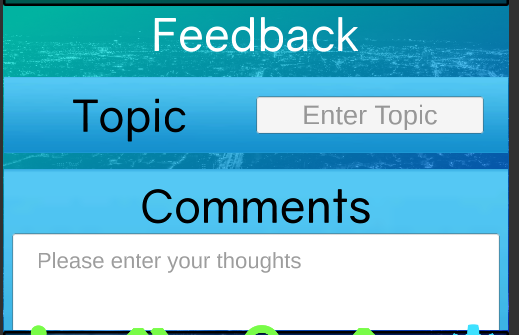 Feedback
Topic
Enter Topic
Comments
Please enter your thoughts